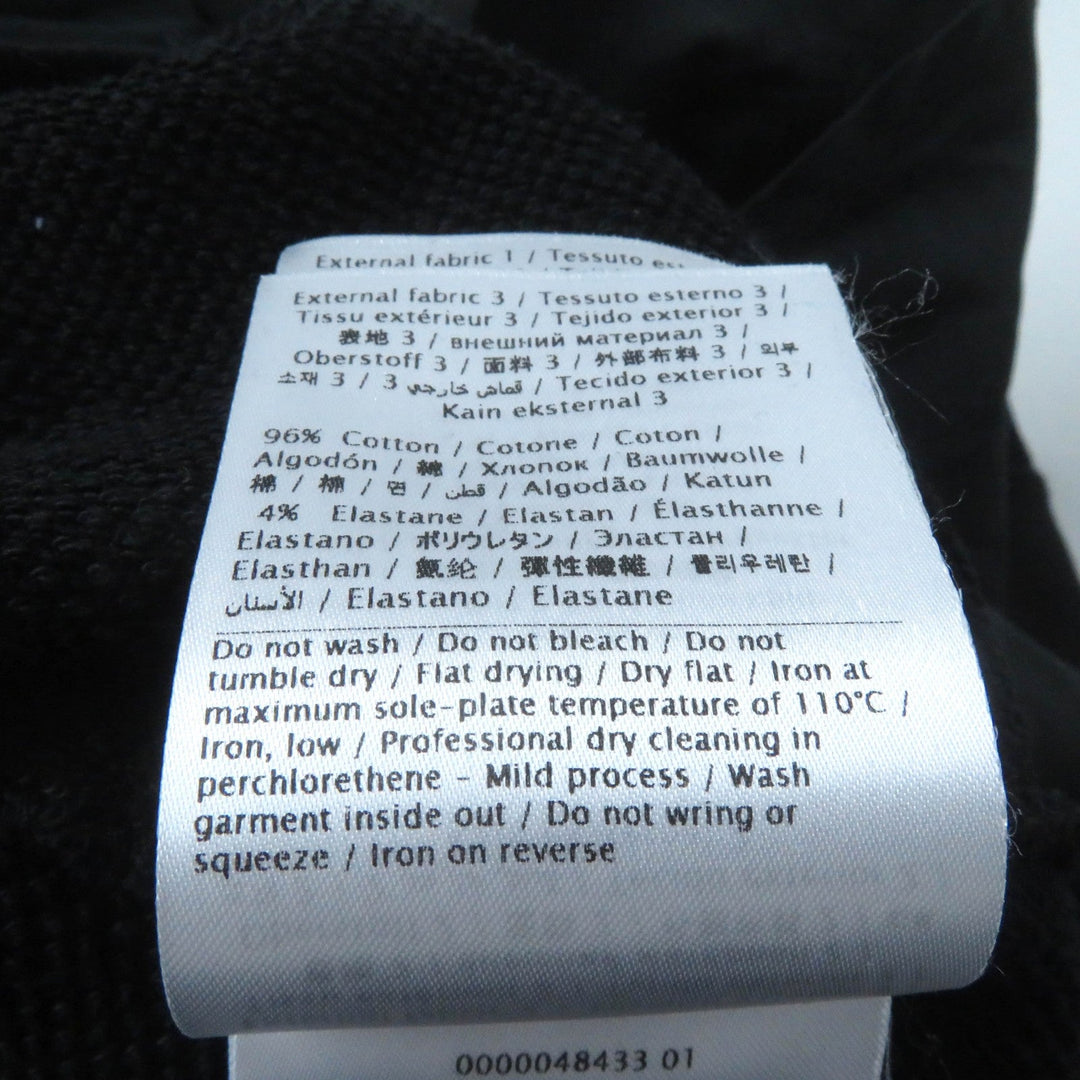 External fabric 1 / Tessuto
External fabric 3 / Tessuto esterno 3 /
Tissu extérieur 3 / Tejido exterior 3 /
表地 3 / внешний материал 3 /
Oberstoff 3 / 面料 3 / 外部布料 3 / 외부
소재 3 / 3 قماش خارجي / Tecido exterior 3 /
Kain eksternal 3
96% Cotton / Cotone / Coton /
Algodón / 綿 / Хлопок / Baumwolle /
棉 / 棉 / 면 / قطن / Algodão / Katun
4% Elastane / Elastan / Élasthanne /
Elastano / ポリウレタン / Эластан /
Elasthan / 氨纶 / 彈性纖維 / 폴리우레탄 /
الأستان / Elastano / Elastane
Do not wash / Do not bleach / Do not
tumble dry / Flat drying / Dry flat / Iron at
maximum sole-plate temperature of 110°C /
Iron, low / Professional dry cleaning in
perchlorethene - Mild process / Wash
garment inside out / Do not wring or
squeeze / Iron on reverse
0000048433 01